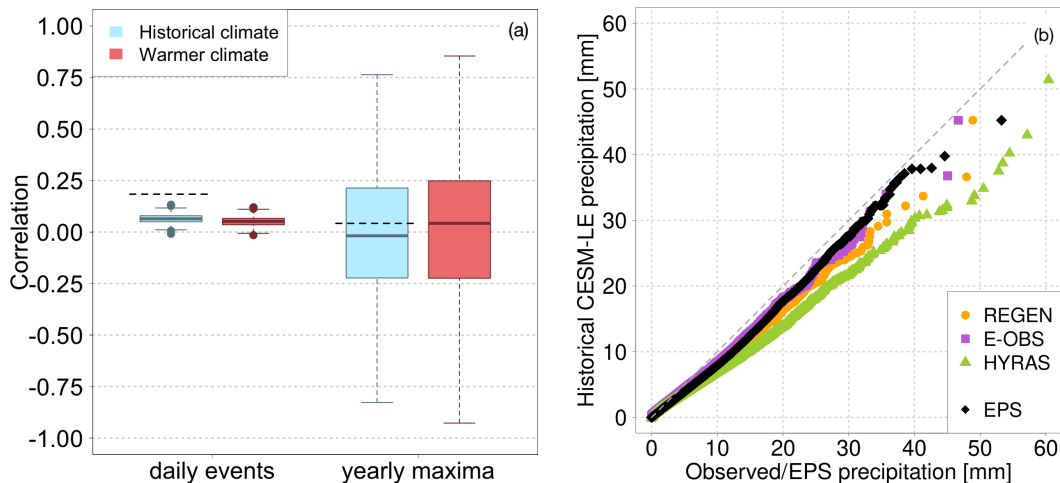 (a)
Historical climate
Warmer climate
Correlation
1.00
0.75
0.50
0.25
0.00
-0.25
-0.50
-0.75
-1.00
daily events
yearly maxima
(b)
Historical CESM-LE precipitation [mm]
60
50
40
30
20
10
0
REGEN
E-OBS
HYRAS
EPS
0 10 20 30 40 50 60
Observed/EPS precipitation [mm]